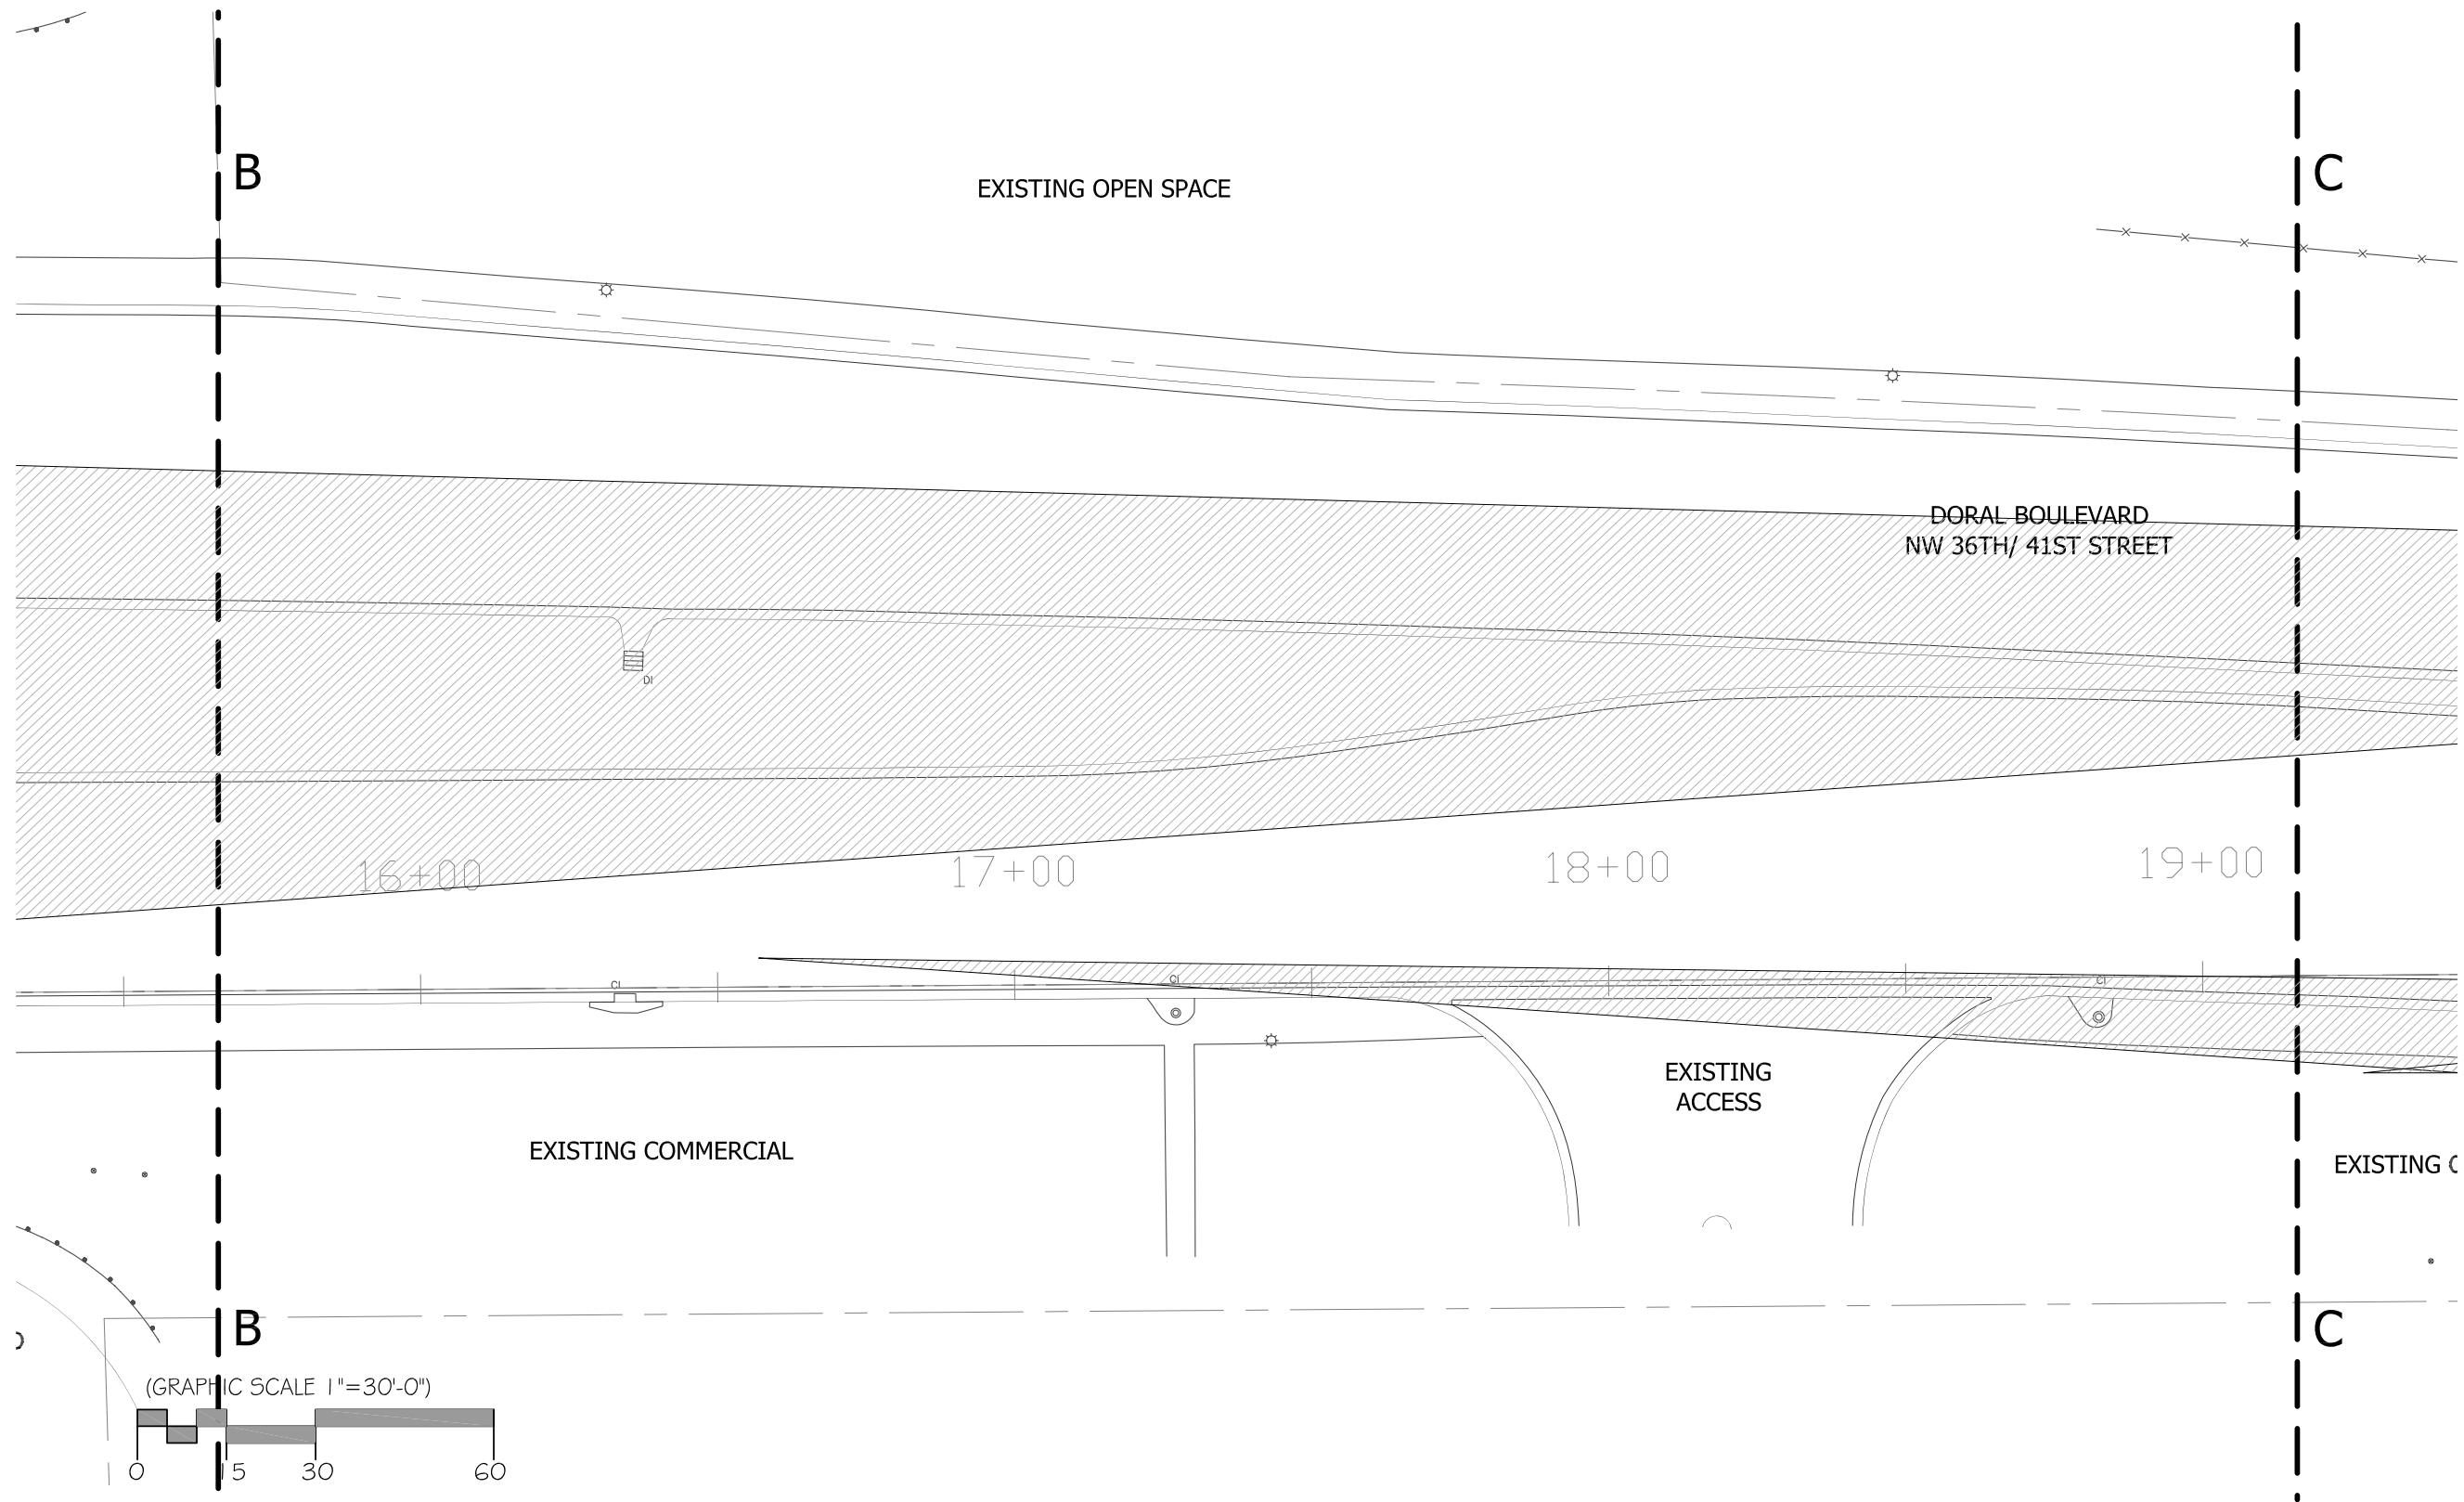 B
C
EXISTING OPEN SPACE
DORAL BOULEVARD
NW 36TH/ 41ST STREET
DI
16+00
17+00
18+00
19+00
CI
CI
CI
EXISTING
ACCESS
EXISTING COMMERCIAL
EXISTING
B
C
(GRAPHIC SCALE 1"=30'-0")
0 15 30 60